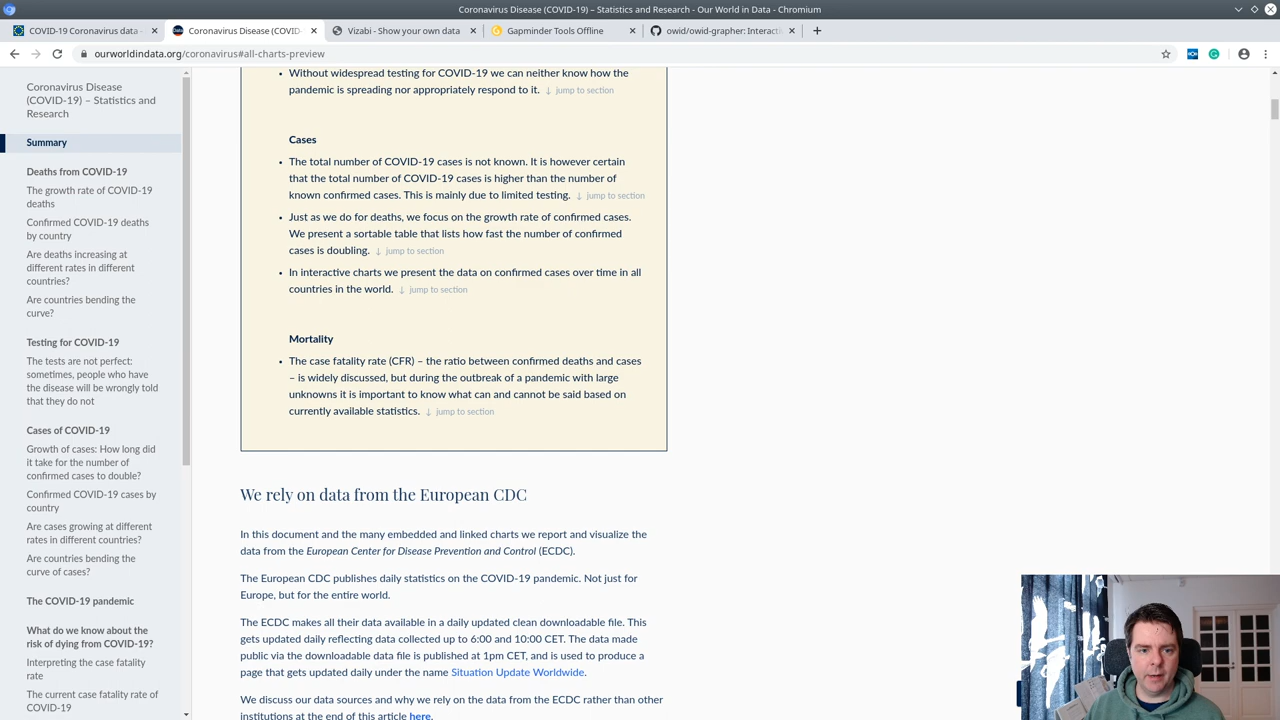 Coronavirus Disease (COVID-19) – Statistics and Research - Our World in Data - Chromium
COVID-19 Coronavirus data -
Coronavirus Disease (COVID-
Vizabi - Show your own data
Gapminder Tools Offline
owid/owid-grapher: Interacti
ourworldindata.org/coronavirus#all-charts-preview
Coronavirus Disease
(COVID-19) – Statistics and
Research
Summary
Deaths from COVID-19
The growth rate of COVID-19
deaths
Confirmed COVID-19 deaths
by country
Are deaths increasing at
different rates in different
countries?
Are countries bending the
curve?
Testing for COVID-19
The tests are not perfect:
sometimes, people who have
the disease will be wrongly told
that they do not
Cases of COVID-19
Growth of cases: How long did
it take for the number of
confirmed cases to double?
Confirmed COVID-19 cases by
country
Are cases growing at different
rates in different countries?
Are countries bending the
curve of cases?
The COVID-19 pandemic
What do we know about the
risk of dying from COVID-19?
Interpreting the case fatality
rate
The current case fatality rate of
COVID-19
• Without widespread testing for COVID-19 we can neither know how the
pandemic is spreading nor appropriately respond to it. ↓ jump to section
Cases
• The total number of COVID-19 cases is not known. It is however certain
that the total number of COVID-19 cases is higher than the number of
known confirmed cases. This is mainly due to limited testing. ↓ jump to section
• Just as we do for deaths, we focus on the growth rate of confirmed cases.
We present a sortable table that lists how fast the number of confirmed
cases is doubling. ↓ jump to section
• In interactive charts we present the data on confirmed cases over time in all
countries in the world. ↓ jump to section
Mortality
• The case fatality rate (CFR) – the ratio between confirmed deaths and cases
– is widely discussed, but during the outbreak of a pandemic with large
unknowns it is important to know what can and cannot be said based on
currently available statistics. ↓ jump to section
We rely on data from the European CDC
In this document and the many embedded and linked charts we report and visualize the
data from the European Center for Disease Prevention and Control (ECDC).
The European CDC publishes daily statistics on the COVID-19 pandemic. Not just for
Europe, but for the entire world.
The ECDC makes all their data available in a daily updated clean downloadable file. This
gets updated daily reflecting data collected up to 6:00 and 10:00 CET. The data made
public via the downloadable data file is published at 1pm CET, and is used to produce a
page that gets updated daily under the name Situation Update Worldwide.
We discuss our data sources and why we rely on the data from the ECDC rather than other
institutions at the end of this article here.